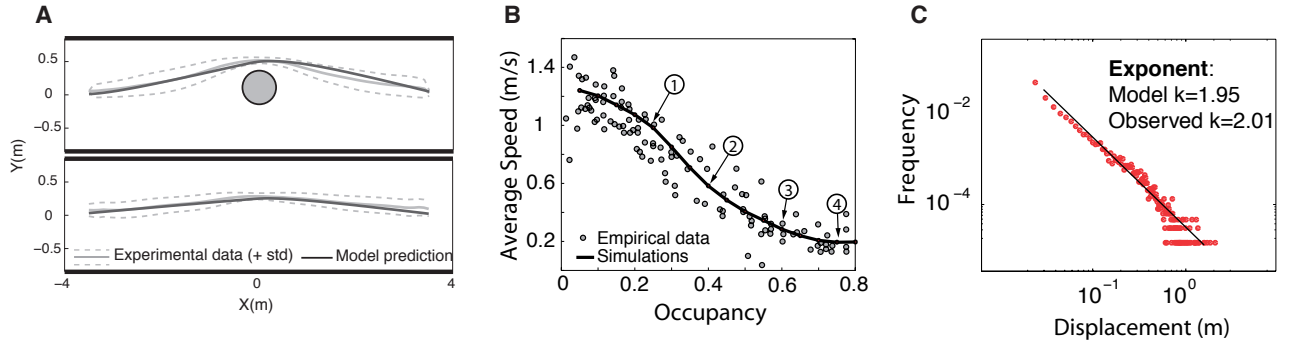 A
0.5
0
−0.5
Y(m)
0.5
0
−0.5
Experimental data (+ std)
Model prediction
−4
0
4
X(m)
B
Average Speed (m/s)
1.4
1
0.6
0.2
1
2
3
4
Empirical data
Simulations
0
0.2
0.4
0.6
0.8
Occupancy
C
Frequency
10⁻²
10⁻⁴
Exponent:
Model k=1.95
Observed k=2.01
10⁻¹
10⁰
Displacement (m)